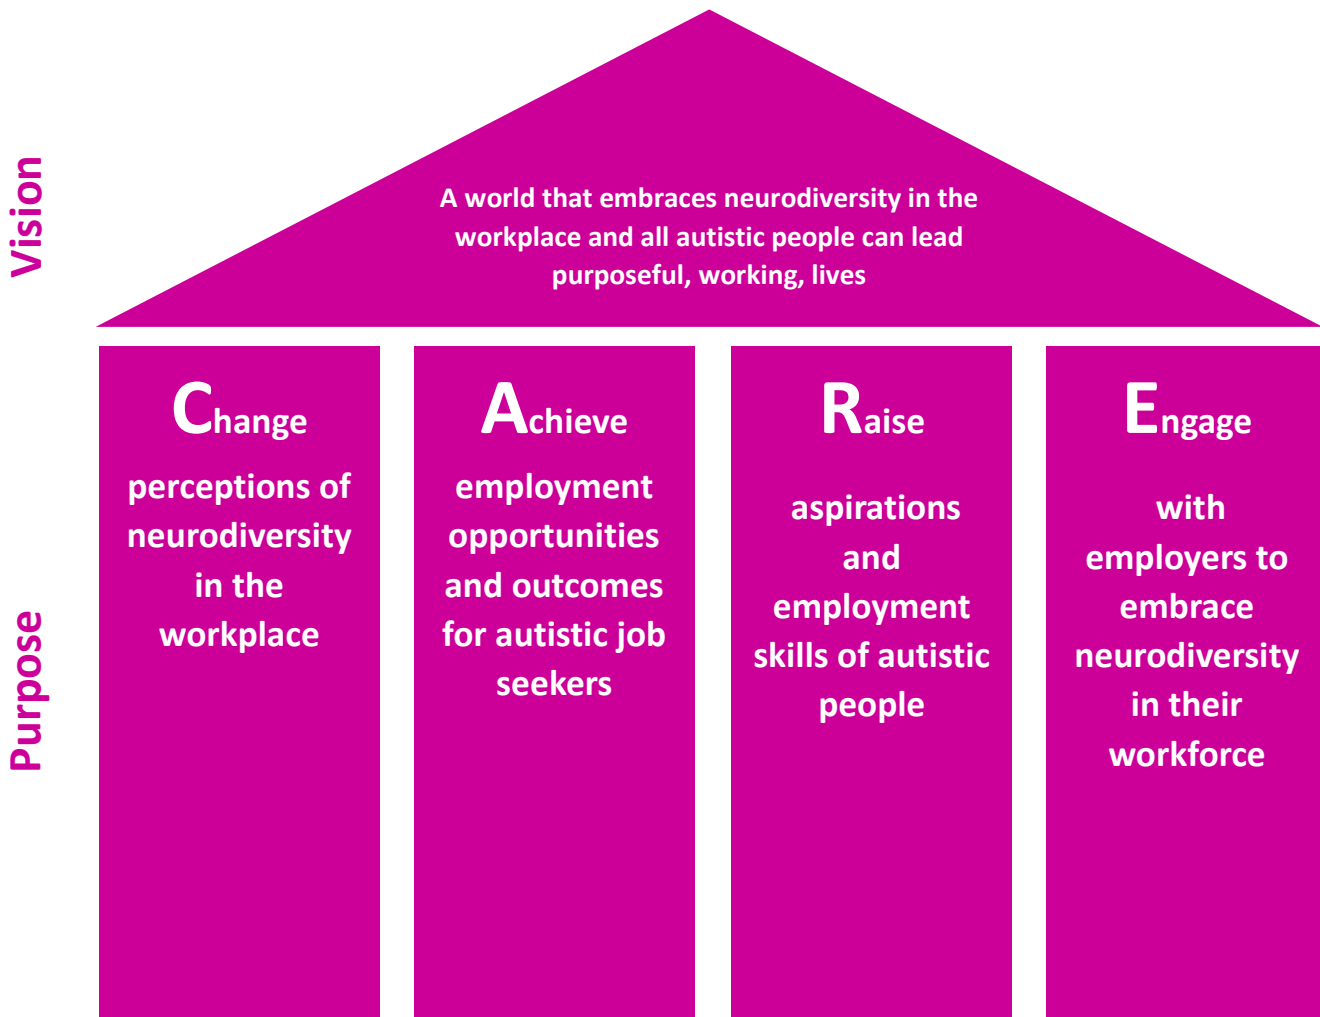 Vision
A world that embraces neurodiversity in the
workplace and all autistic people can lead
purposeful, working, lives
Purpose
Change
perceptions of
neurodiversity
in the
workplace
Achieve
employment
opportunities
and outcomes
for autistic job
seekers
Raise
aspirations
and
employment
skills of autistic
people
Engage
with
employers to
embrace
neurodiversity
in their
workforce